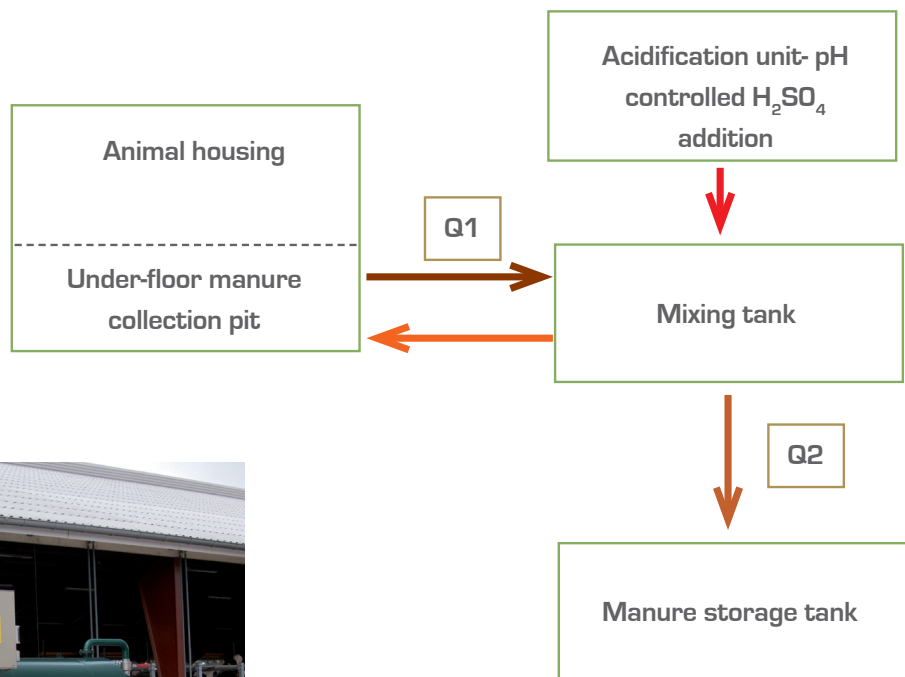 Acidification unit- pH
controlled H₂SO₄
addition
Animal housing
Q1
Under-floor manure
collection pit
Mixing tank
Q2
Manure storage tank